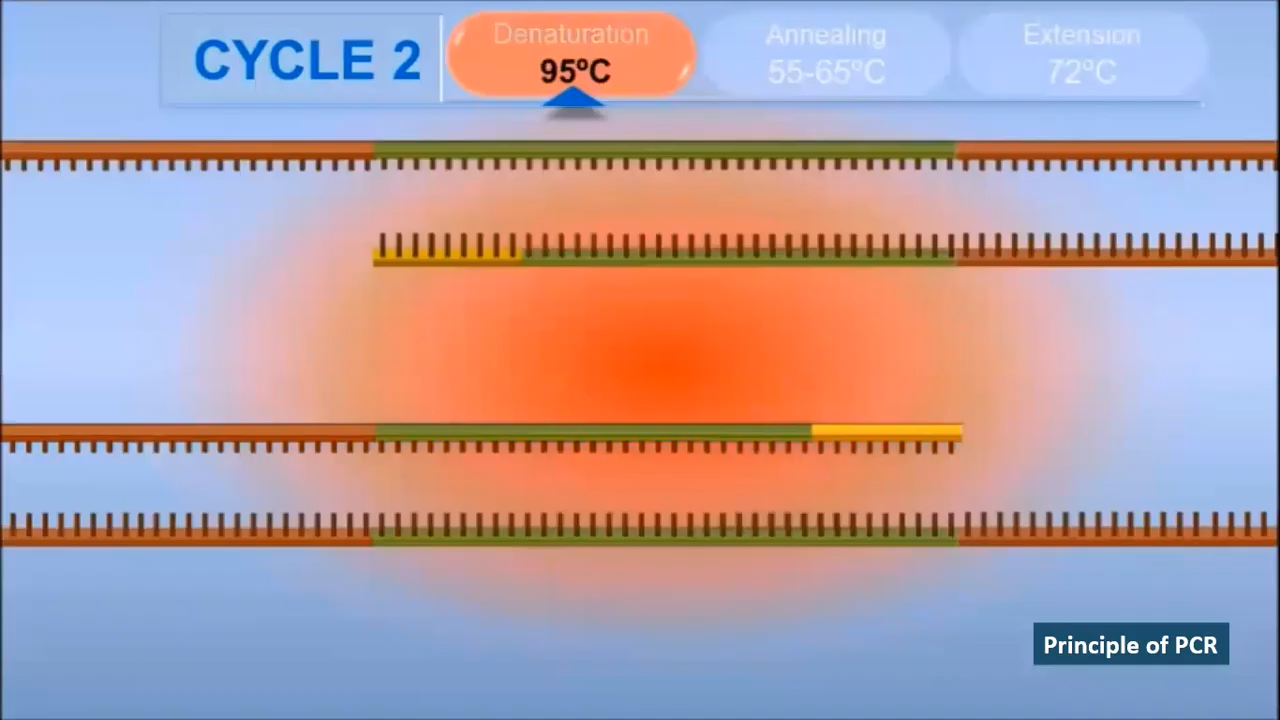 CYCLE 2
Denaturation
95ºC
Annealing
55-65ºC
Extension
72ºC
Principle of PCR